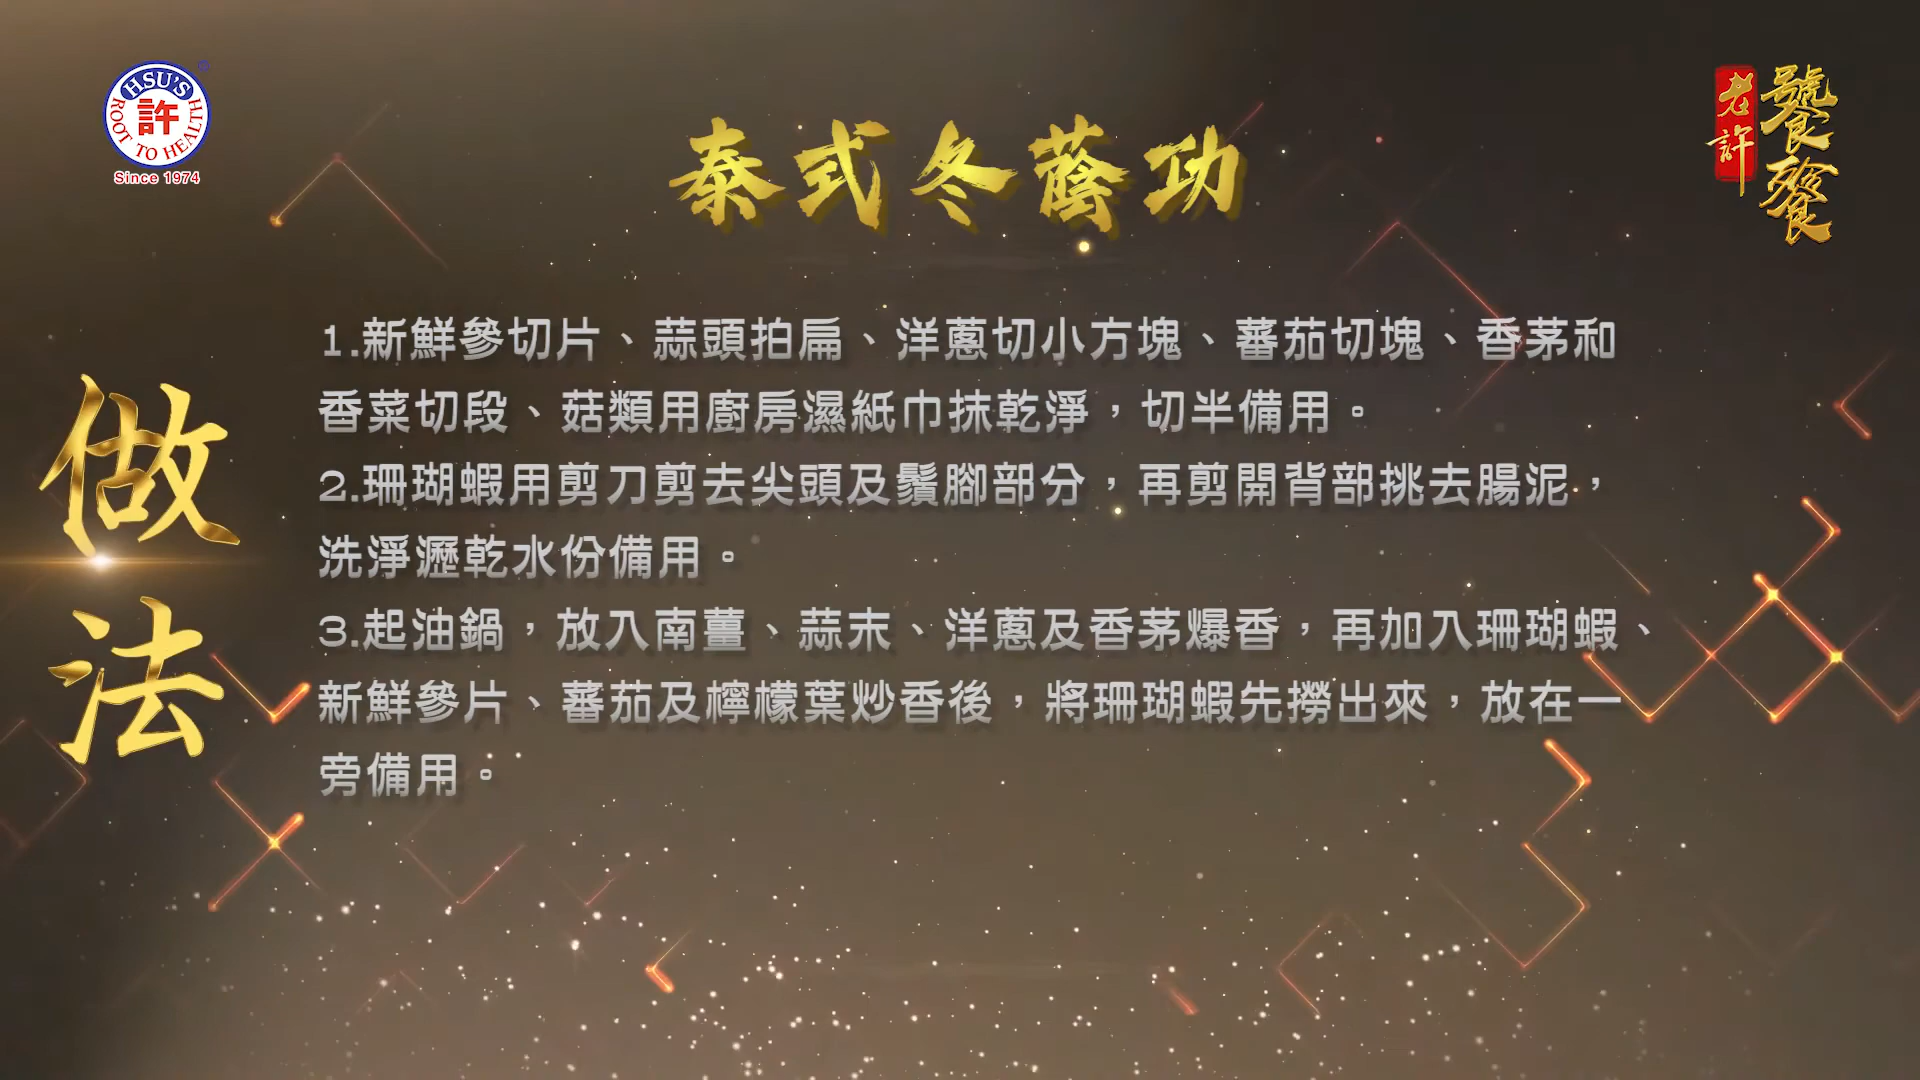 HSU'S
許
ROOT TO HEALTH
Since 1974
老許
饕餮
泰式冬蔭功
做法
1.新鮮參切片、蒜頭拍扁、洋蔥切小方塊、蕃茄切塊、香茅和
香菜切段、菇類用廚房濕紙巾抹乾淨，切半備用。
2.珊瑚蝦用剪刀剪去尖頭及鬚腳部分，再剪開背部挑去腸泥，
洗淨瀝乾水份備用。
3.起油鍋，放入南薑、蒜末、洋蔥及香茅爆香，再加入珊瑚蝦、
新鮮參片、蕃茄及檸檬葉炒香後，將珊瑚蝦先撈出來，放在一
旁備用。